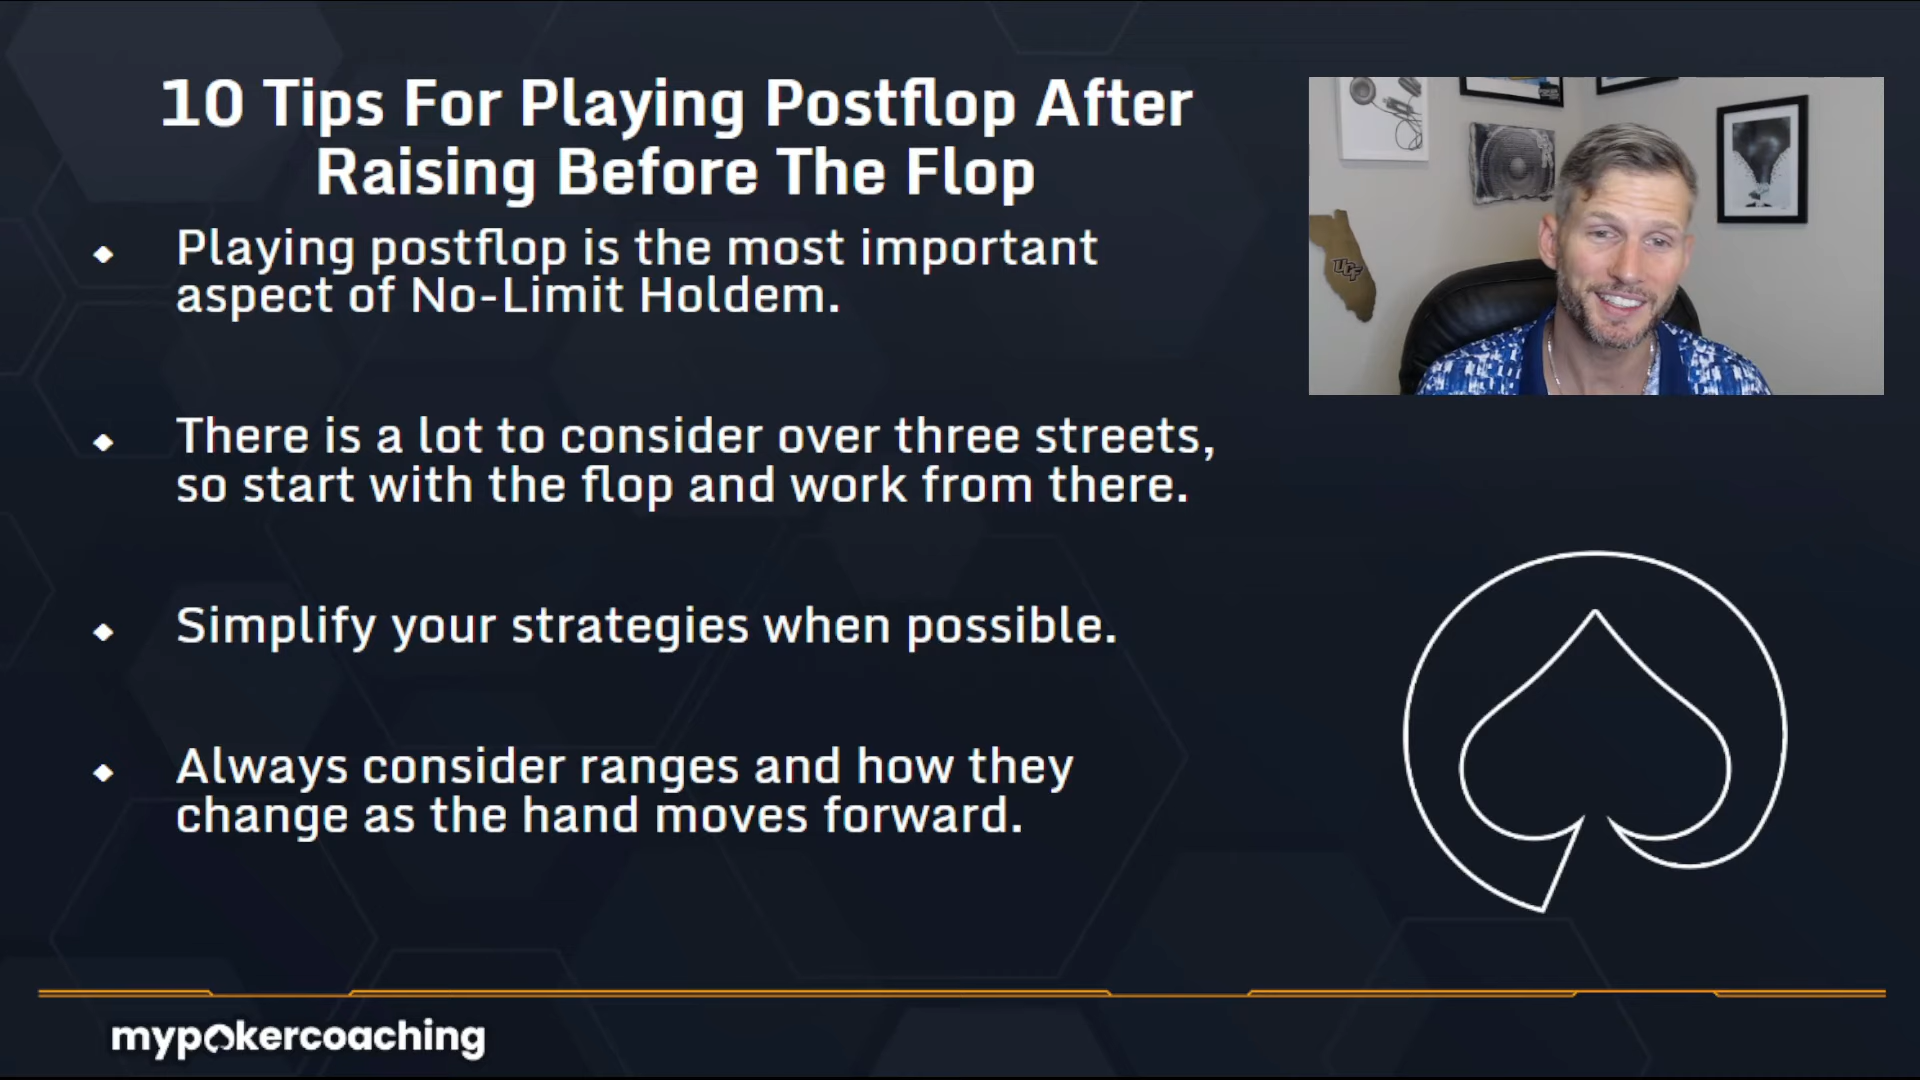 10 Tips For Playing Postflop After
Raising Before The Flop
Playing postflop is the most important
aspect of No-Limit Holdem.
There is a lot to consider over three streets,
so start with the flop and work from there.
Simplify your strategies when possible.
Always consider ranges and how they
change as the hand moves forward.
UCF
mypokercoaching